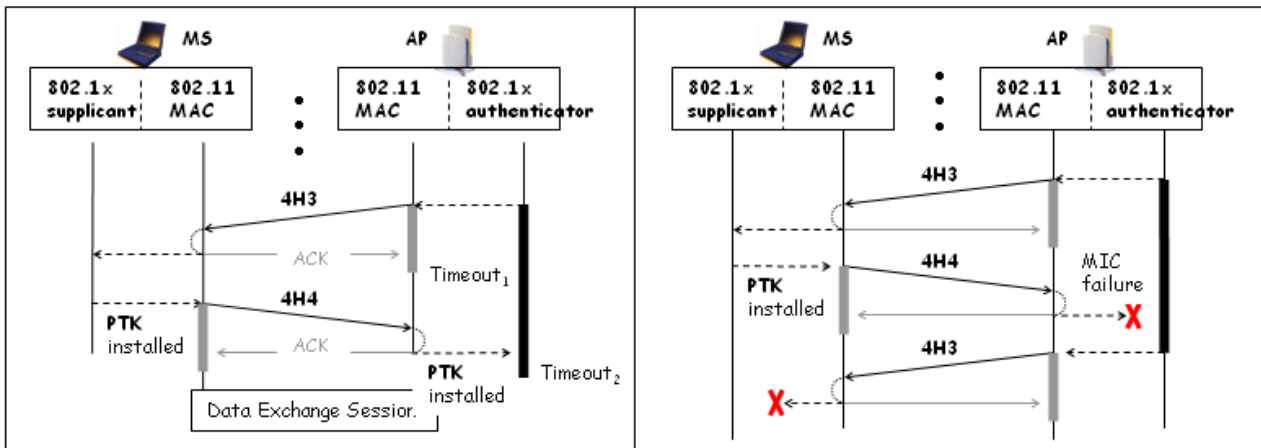 MS
AP
802.1x
supplicant
802.11
MAC
802.11
MAC
802.1x
authenticator
4H3
ACK
Timeout1
4H4
PTK
installed
ACK
PTK
installed
Timeout2
Data Exchange Session.
MS
AP
802.1x
supplicant
802.11
MAC
802.11
MAC
802.1x
authenticator
4H3
4H4
MIC
failure
PTK
installed
X
4H3
X